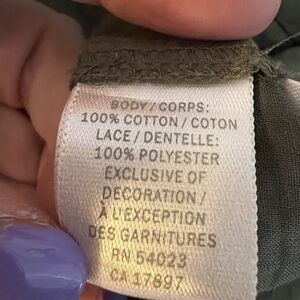 BODY/CORPS:
100% COTTON/COTON
LACE/DENTELLE:
100% POLYESTER
EXCLUSIVE OF
DECORATION/
À L'EXCEPTION
DES GARNITURES
RN 54023
CA 17897